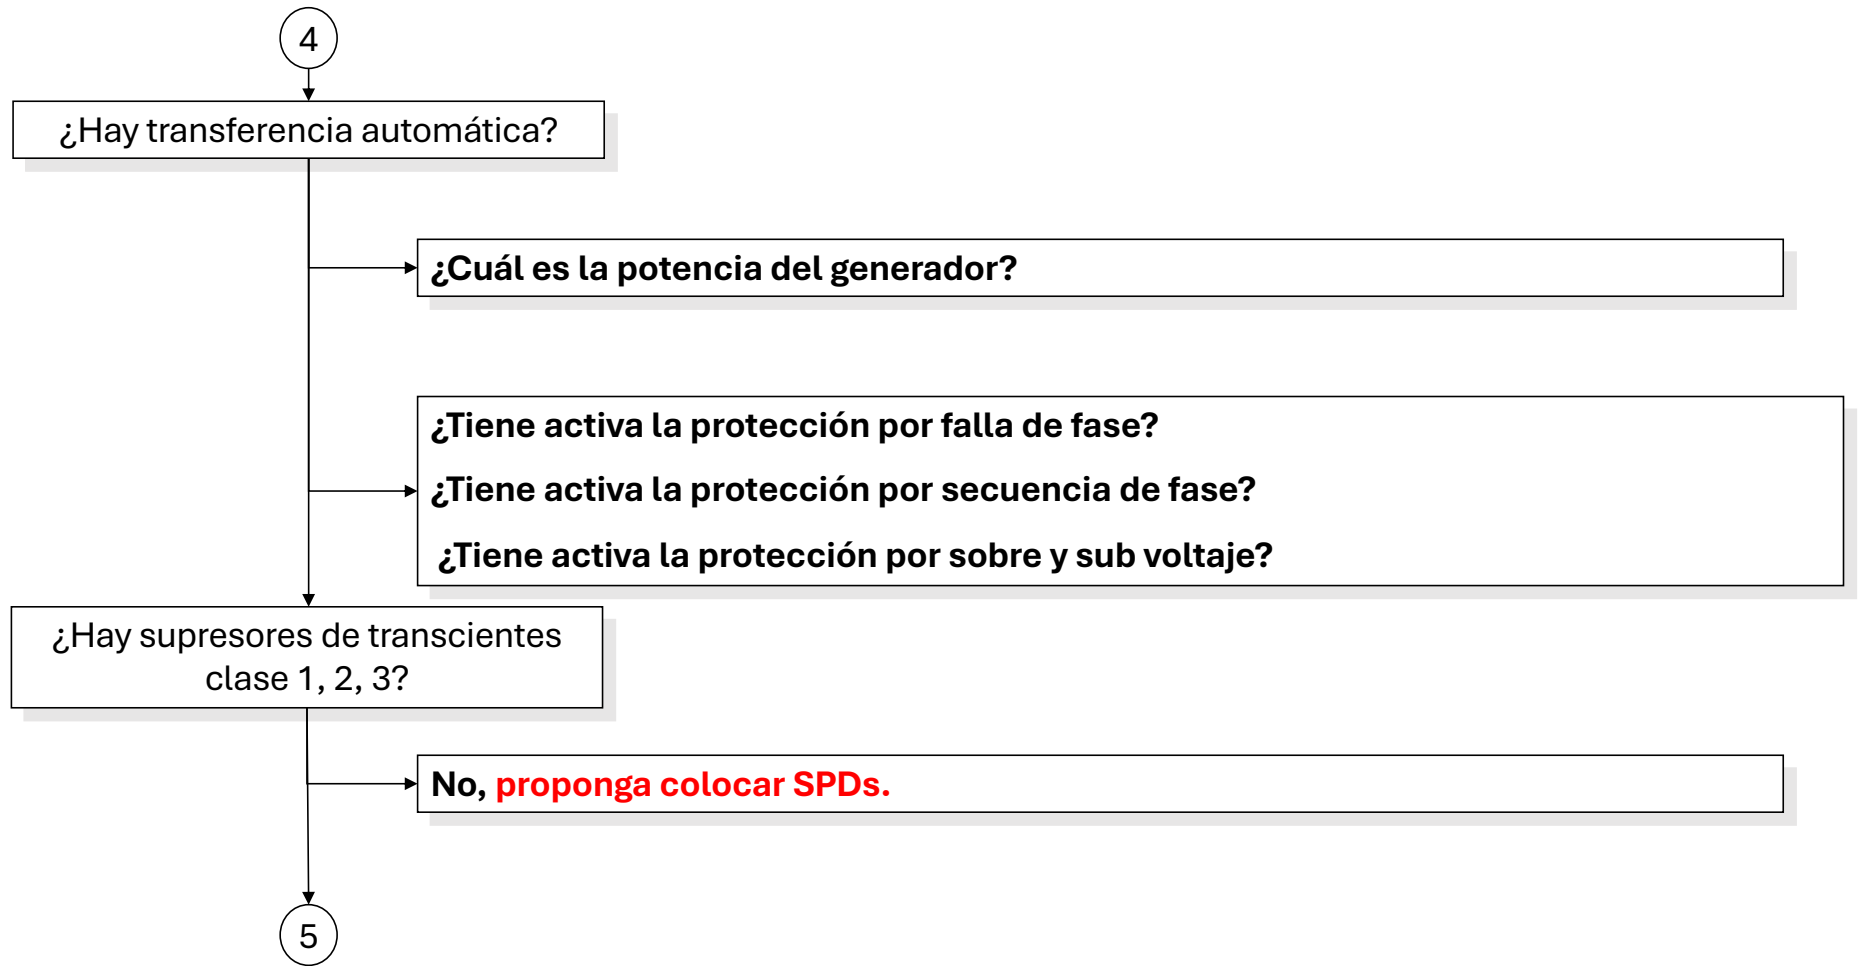 4
¿Hay transferencia automática?
¿Cuál es la potencia del generador?
¿Tiene activa la protección por falla de fase?
¿Tiene activa la protección por secuencia de fase?
¿Tiene activa la protección por sobre y sub voltaje?
¿Hay supresores de transcientes
clase 1, 2, 3?
No, proponga colocar SPDs.
5